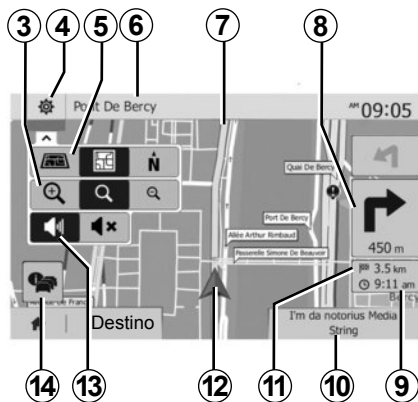 3 4 5 6 7 8
Pont De Bercy
AM 09:05
N
Quai De Bercy
Port De Bercy
Allée Arthur Rimbaud
Passerelle Simone De Beauvoir
450 m
3.5 km
9:11 am
Bercy
Destino
I'm da notorius Media
String
14 13 12 11 10 9